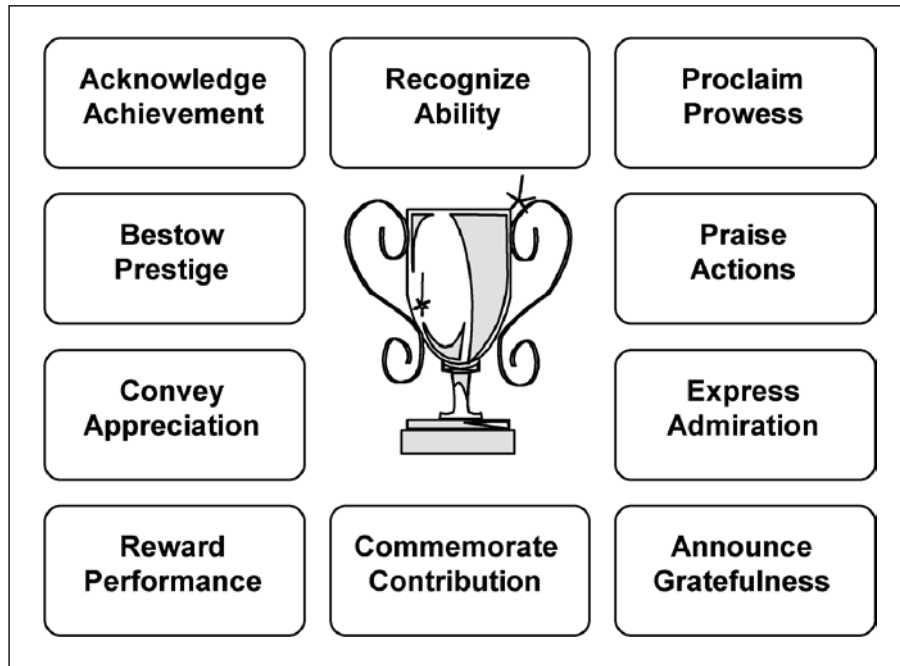 Acknowledge
Achievement
Recognize
Ability
Proclaim
Prowess
Bestow
Prestige
Praise
Actions
Convey
Appreciation
Express
Admiration
Reward
Performance
Commemorate
Contribution
Announce
Gratefulness